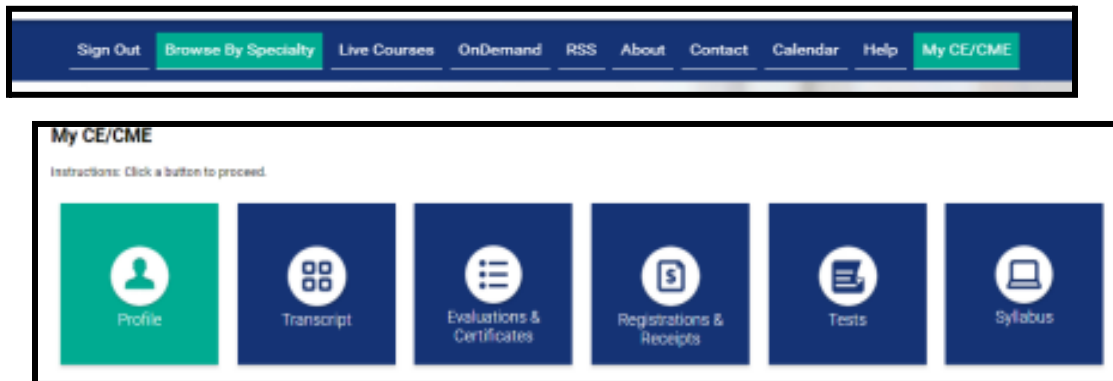 Sign Out Browse By Specialty Live Courses OnDemand RSS About Contact Calendar Help My CE/CME
My CE/CME
Instructions: Click a button to proceed.
Profile
Transcript
Evaluations &
Certificates
Registrations &
Receipts
Tests
Syllabus